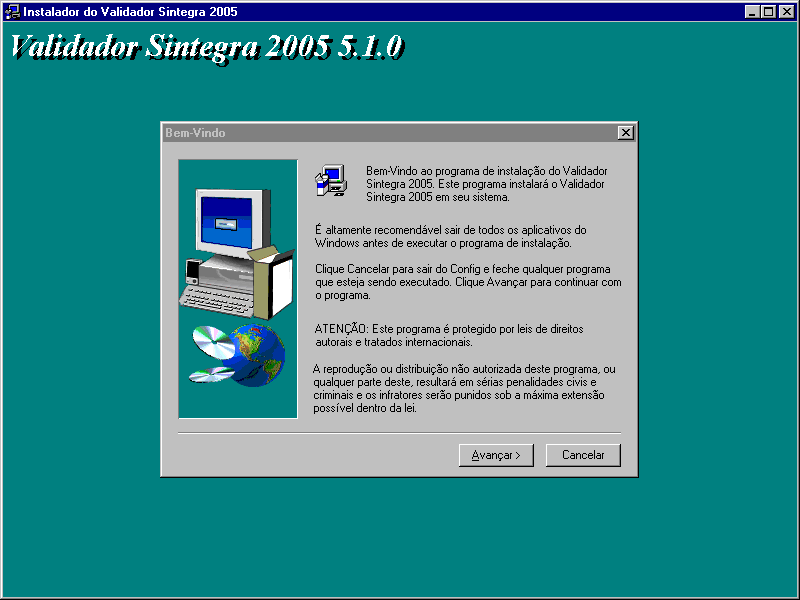 Instalador do Validador Sintegra 2005
Validador Sintegra 2005 5.1.0
Bem-Vindo
Bem-Vindo ao programa de instalação do Validador
Sintegra 2005. Este programa instalará o Validador
Sintegra 2005 em seu sistema.
É altamente recomendável sair de todos os aplicativos do
Windows antes de executar o programa de instalação.
Clique Cancelar para sair do Config e feche qualquer programa
que esteja sendo executado. Clique Avançar para continuar com
o programa.
ATENÇÃO: Este programa é protegido por leis de direitos
autorais e tratados internacionais.
A reprodução ou distribuição não autorizada deste programa, ou
qualquer parte deste, resultará em sérias penalidades civis e
criminais e os infratores serão punidos sob a máxima extensão
possível dentro da lei.
Avançar >
Cancelar